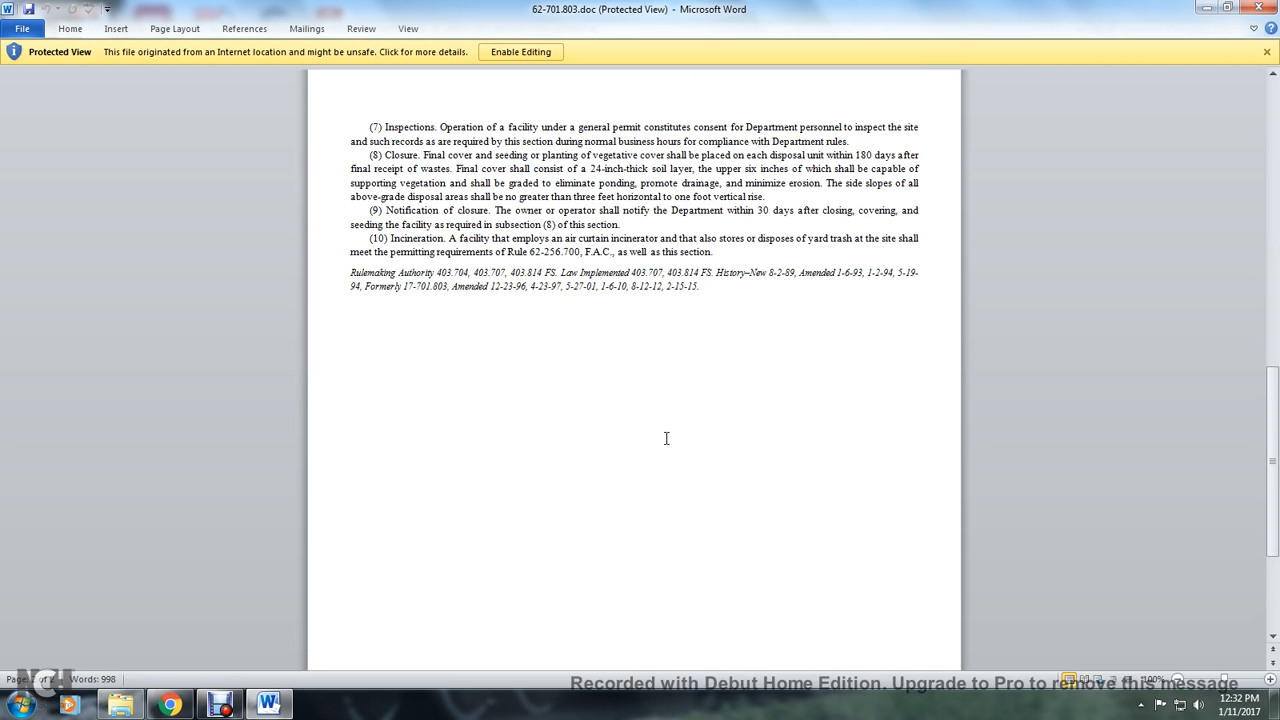 62-701.803.doc (Protected View) - Microsoft Word
File Home Insert Page Layout References Mailings Review View
Protected View This file originated from an Internet location and might be unsafe. Click for more details. Enable Editing
(7) Inspections. Operation of a facility under a general permit constitutes consent for Department personnel to inspect the site
and such records as are required by this section during normal business hours for compliance with Department rules.
(8) Closure. Final cover and seeding or planting of vegetative cover shall be placed on each disposal unit within 180 days after
final receipt of wastes. Final cover shall consist of a 24-inch-thick soil layer, the upper six inches of which shall be capable of
supporting vegetation and shall be graded to eliminate ponding, promote drainage, and minimize erosion. The side slopes of all
above-grade disposal areas shall be no greater than three feet horizontal to one foot vertical rise.
(9) Notification of closure. The owner or operator shall notify the Department within 30 days after closing, covering, and
seeding the facility as required in subsection (8) of this section.
(10) Incineration. A facility that employs an air curtain incinerator and that also stores or disposes of yard trash at the site shall
meet the permitting requirements of Rule 62-256.700, F.A.C., as well as this section.
Rulemaking Authority 403.704, 403.707, 403.814 FS. Law Implemented 403.707, 403.814 FS. History–New 8-2-89, Amended 1-6-93, 1-2-94, 5-19-
94, Formerly 17-701.803, Amended 12-23-96, 4-23-97, 5-27-01, 1-6-10, 8-12-12, 2-15-15.
Words: 998 100%
NCH
Recorded with Debut Home Edition. Upgrade to Pro to remove this message
12:32 PM
1/11/2017